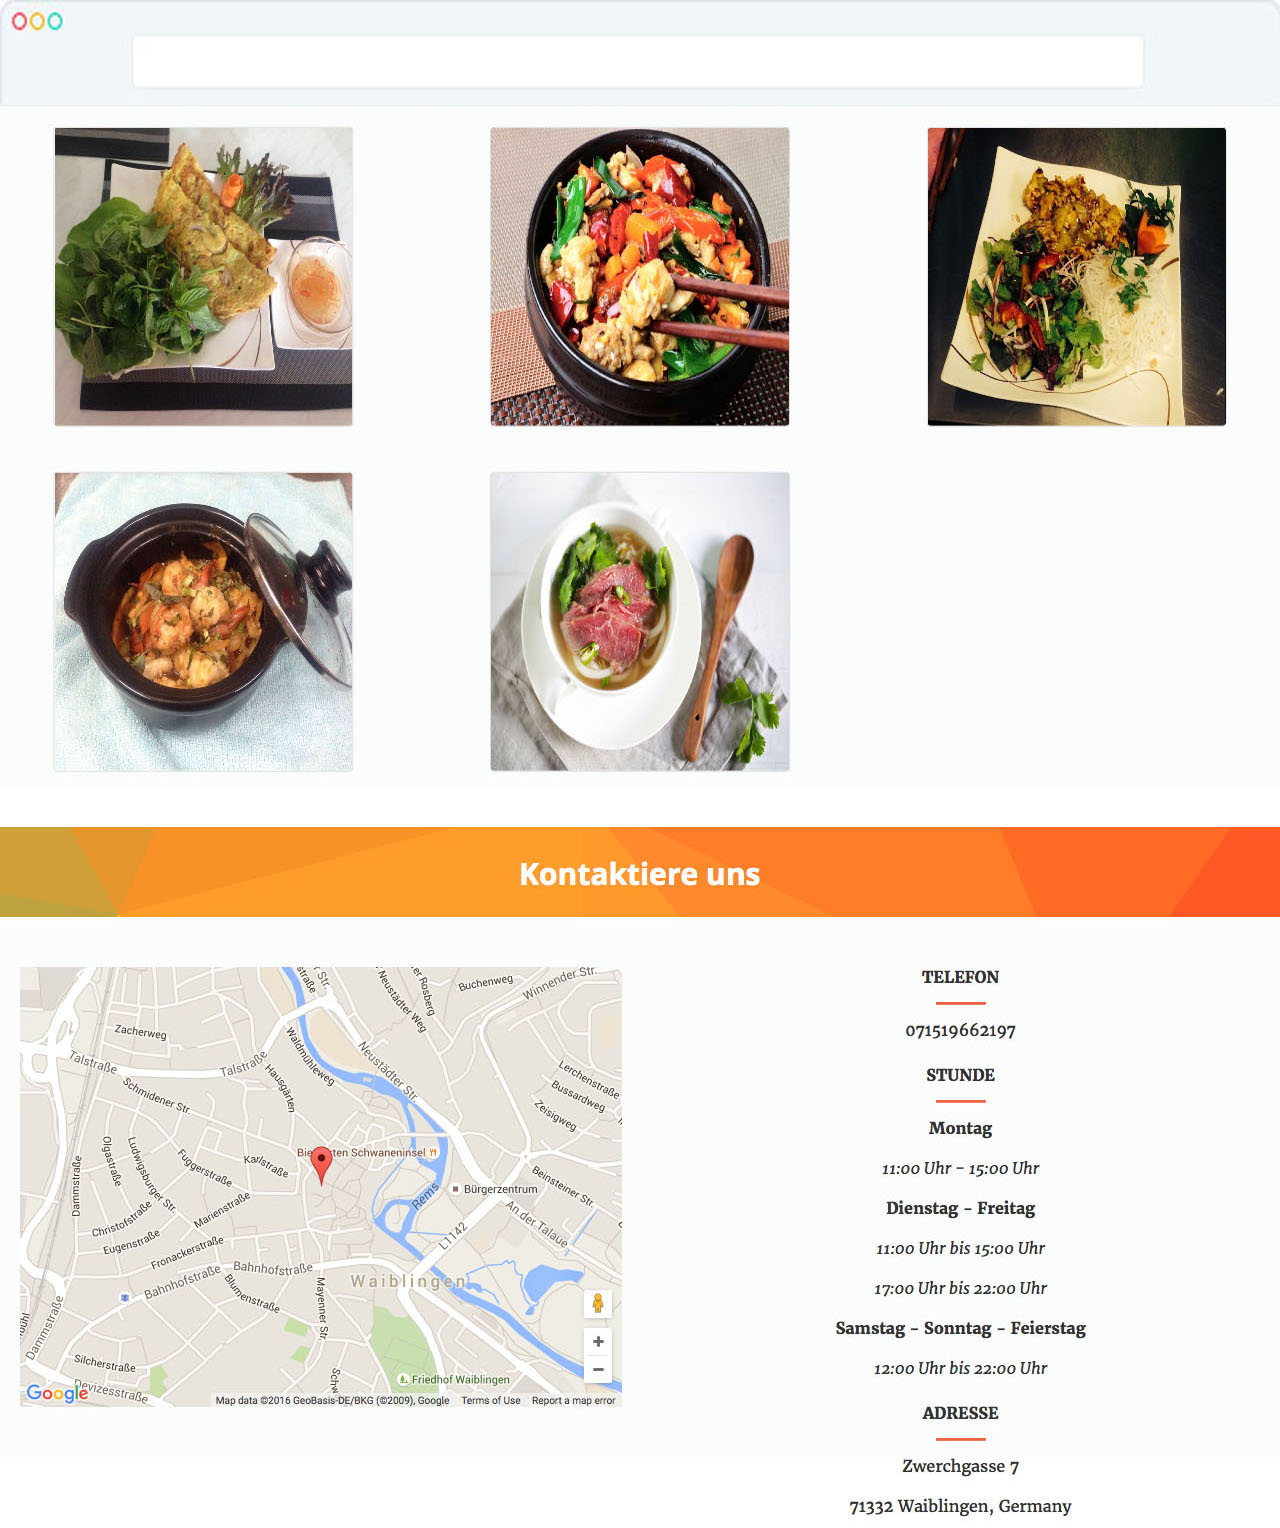 Kontaktiere uns
Buchenweg
Winnender Str.
Neustädter Weg
Am Rosberg
Zacherweg
Talstraße
Talstraße
Waldmühleweg
Neustädter Str.
Hausgärten
Schmidener Str.
Lerchenstraße
Bussardweg
Zeisigweg
Olgastraße
Ludwigsburger Str.
Fuggerstraße
Karlstraße
Schwaneninsel
Beinsteiner Str.
Bürgerzentrum
Dammstraße
Christofstraße
Marienstraße
Rems
An der Talaue
Eugenstraße
Fronackerstraße
L1142
Bahnhofstraße
Bahnhofstraße
Waiblingen
Blumenstraße
Mayenner Str.
Dammstraße
Silcherstraße
Devizesstraße
Friedhof Waiblingen
Google
Map data ©2016 GeoBasis-DE/BKG (©2009), Google Terms of Use Report a map error
TELEFON
071519662197
STUNDE
Montag
11:00 Uhr - 15:00 Uhr
Dienstag - Freitag
11:00 Uhr bis 15:00 Uhr
17:00 Uhr bis 22:00 Uhr
Samstag - Sonntag - Feierstag
12:00 Uhr bis 22:00 Uhr
ADRESSE
Zwerchgasse 7
71332 Waiblingen, Germany